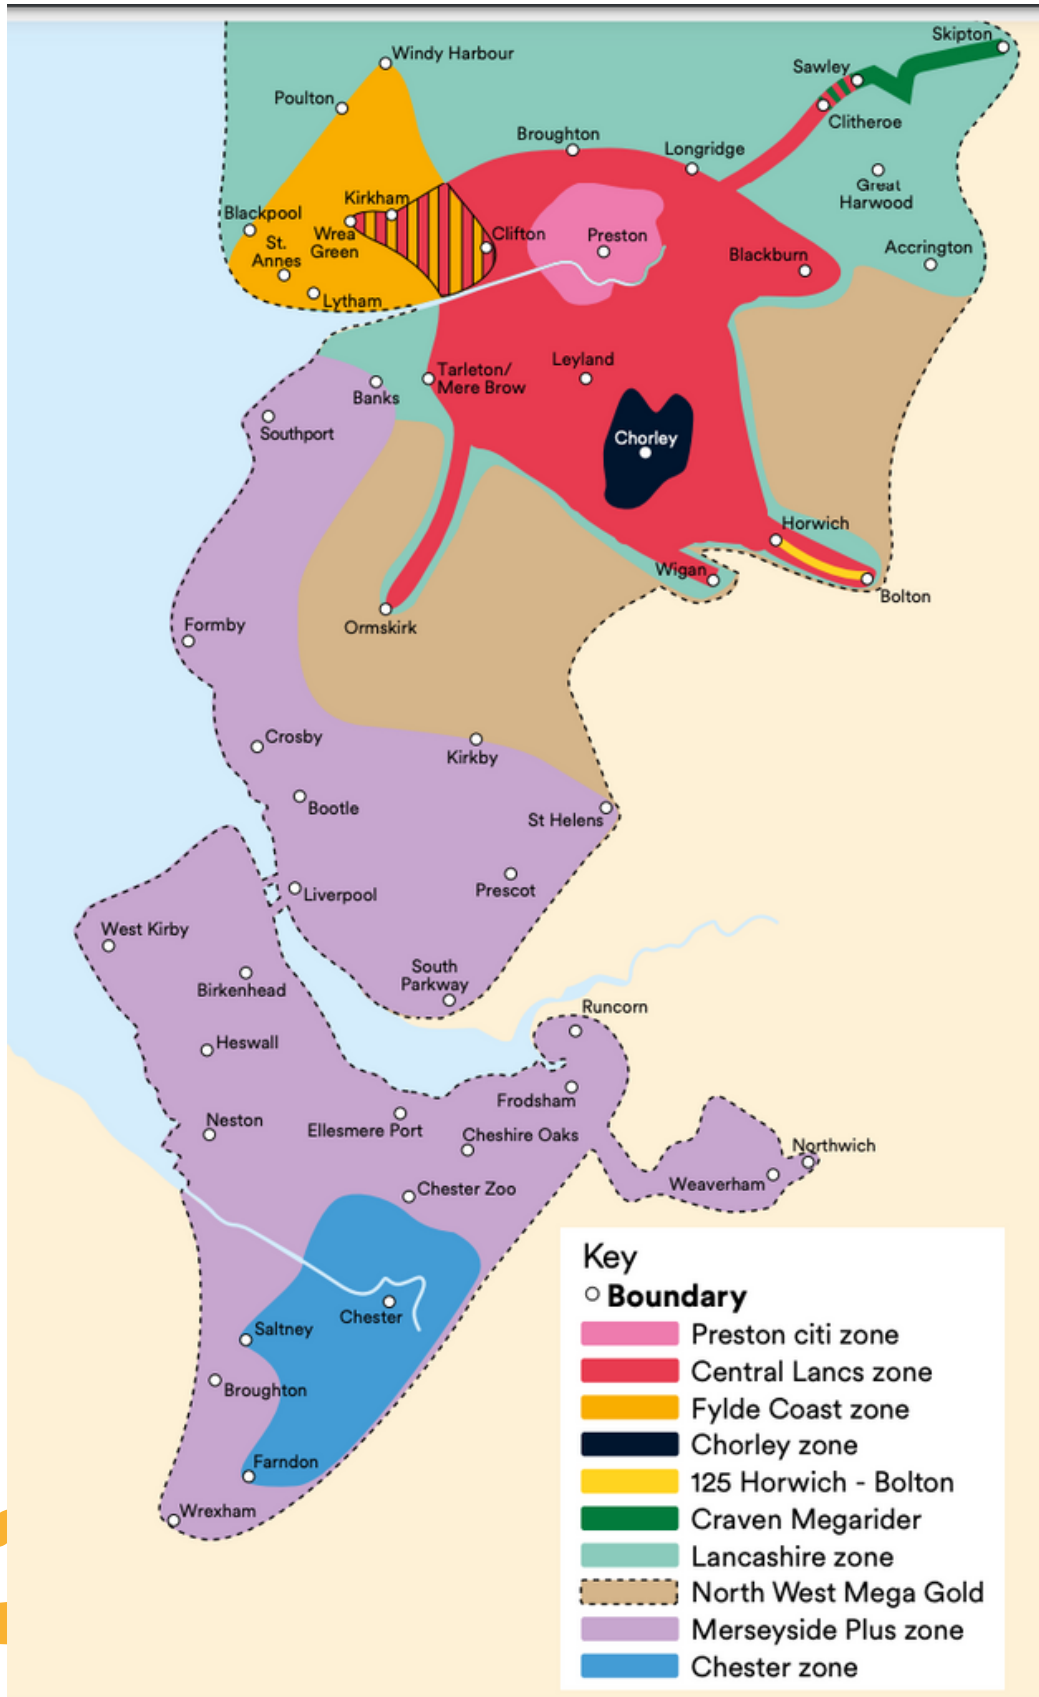 Skipton
Windy Harbour
Sawley
Poulton
Clitheroe
Broughton
Longridge
Great
Harwood
Kirkham
Blackpool
Wrea
Green
Clifton
Preston
St.
Annes
Blackburn
Accrington
Lytham
Leyland
Tarleton/
Mere Brow
Banks
Southport
Chorley
Horwich
Wigan
Bolton
Ormskirk
Formby
Crosby
Kirkby
Bootle
St Helens
Liverpool
Prescot
West Kirby
South
Parkway
Birkenhead
Runcorn
Heswall
Frodsham
Neston
Ellesmere Port
Cheshire Oaks
Northwich
Weaverham
Chester Zoo
Chester
Saltney
Broughton
Farndon
Wrexham
Key
Boundary
Preston citi zone
Central Lancs zone
Fylde Coast zone
Chorley zone
125 Horwich - Bolton
Craven Megarider
Lancashire zone
North West Mega Gold
Merseyside Plus zone
Chester zone